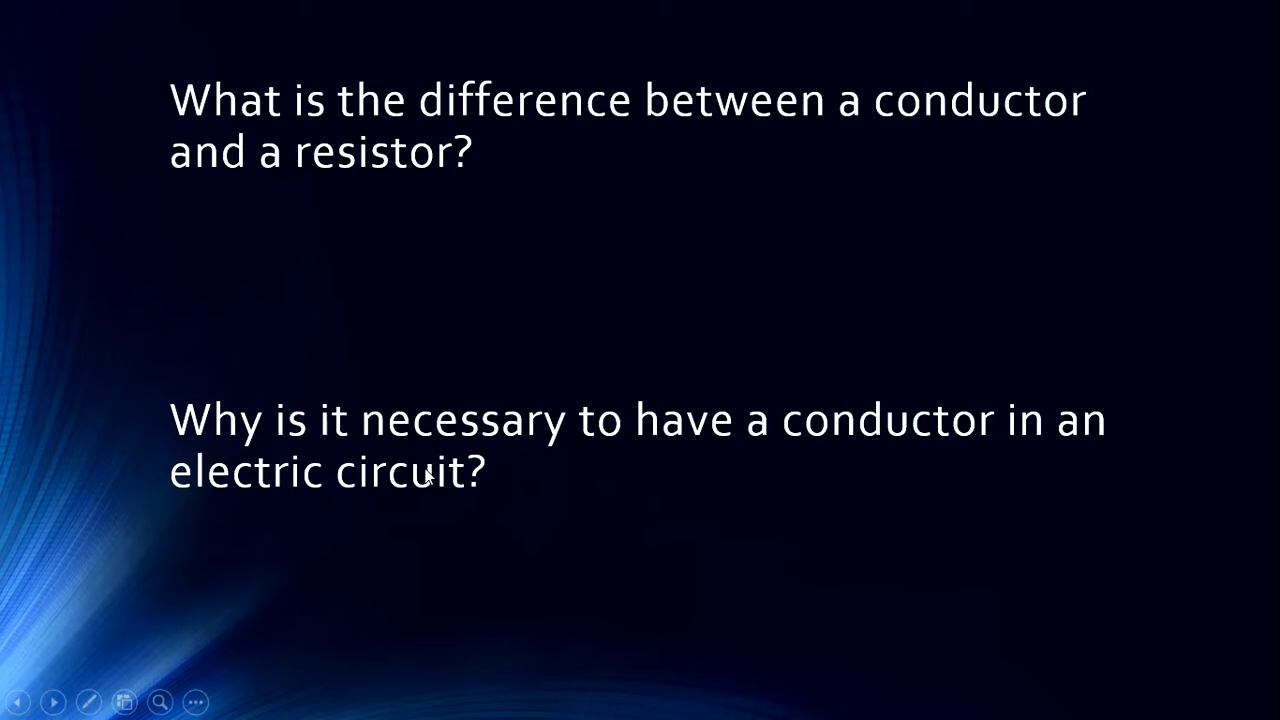 What is the difference between a conductor
and a resistor?
Why is it necessary to have a conductor in an
electric circuit?